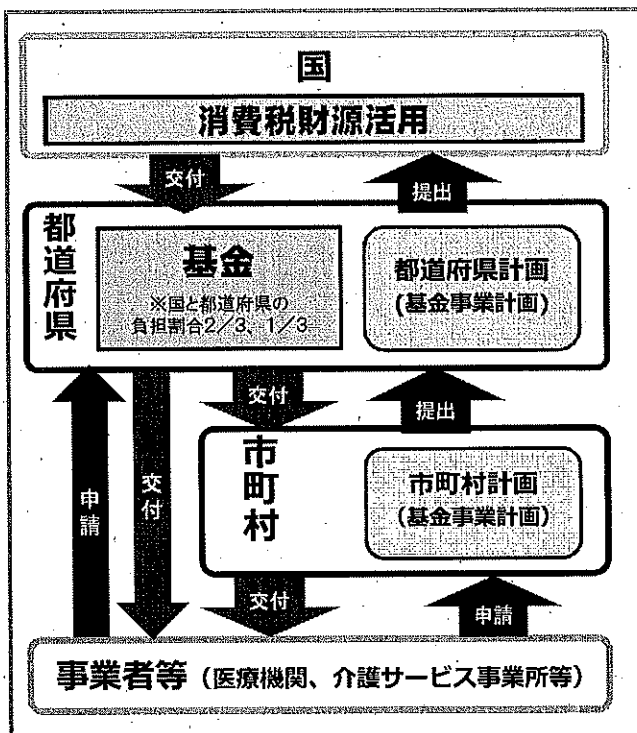 国
消費税財源活用
交付
提出
都道府県
基金
※国と都道府県の
負担割合2／3、1／3
都道府県計画
(基金事業計画)
交付
提出
申請
交付
市町村
市町村計画
(基金事業計画)
交付
申請
事業者等（医療機関、介護サービス事業所等）